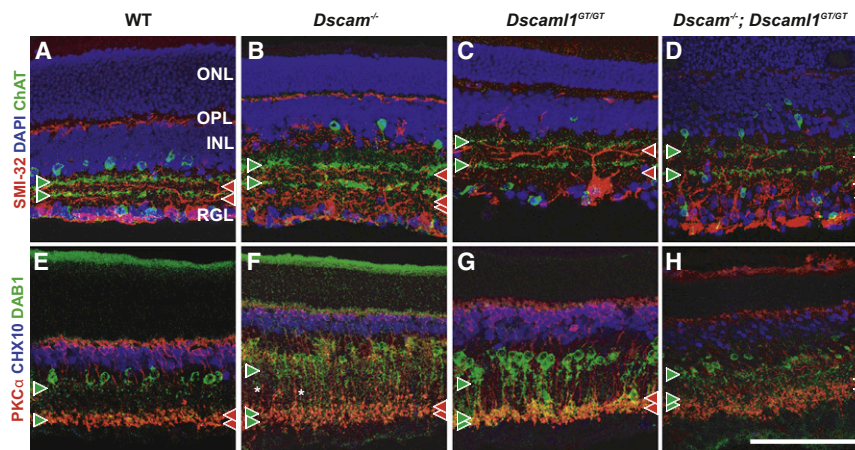 WT
Dscam-/-
Dscaml1GT/GT
Dscam-/-; Dscaml1GT/GT
SMI-32 DAPI ChAT
A
ONL
OPL
INL
RGL
B
C
D
PKCα CHX10 DAB1
E
F
*
*
G
H